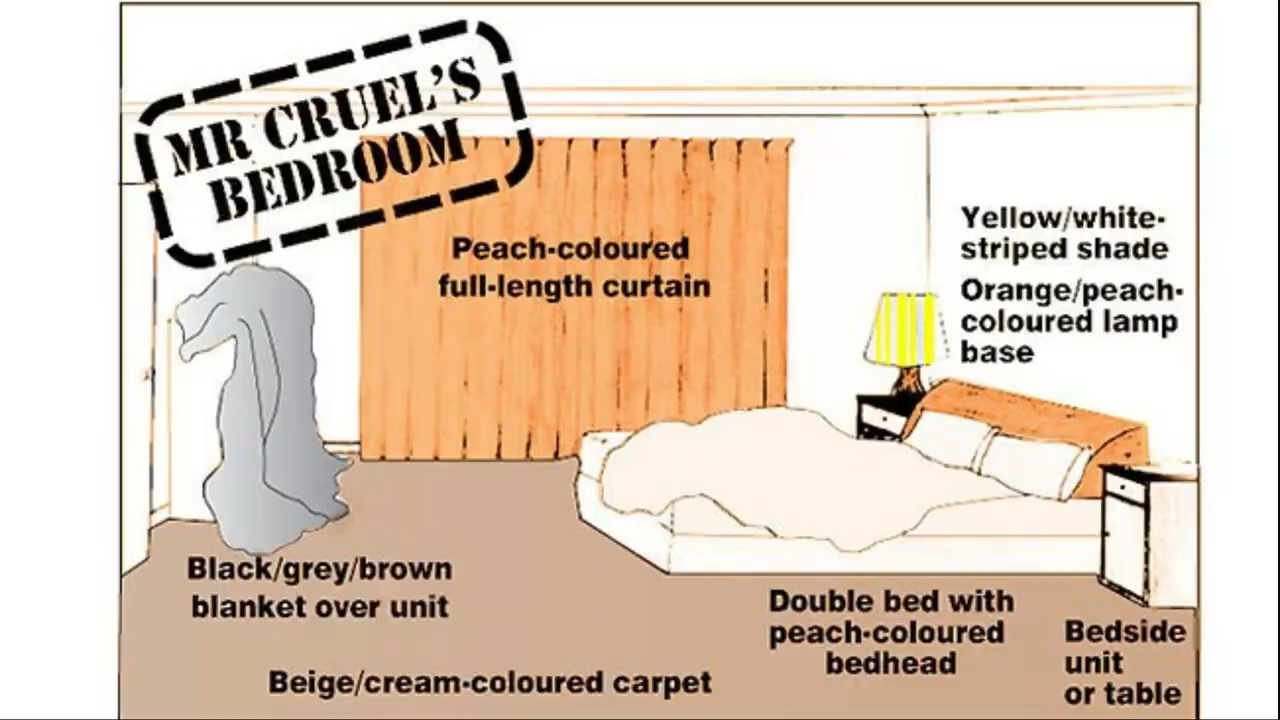 MR CRUEL'S
BEDROOM
Peach-coloured
full-length curtain
Yellow/white-
striped shade
Orange/peach-
coloured lamp
base
Black/grey/brown
blanket over unit
Double bed with
peach-coloured
bedhead
Bedside
unit
or table
Beige/cream-coloured carpet